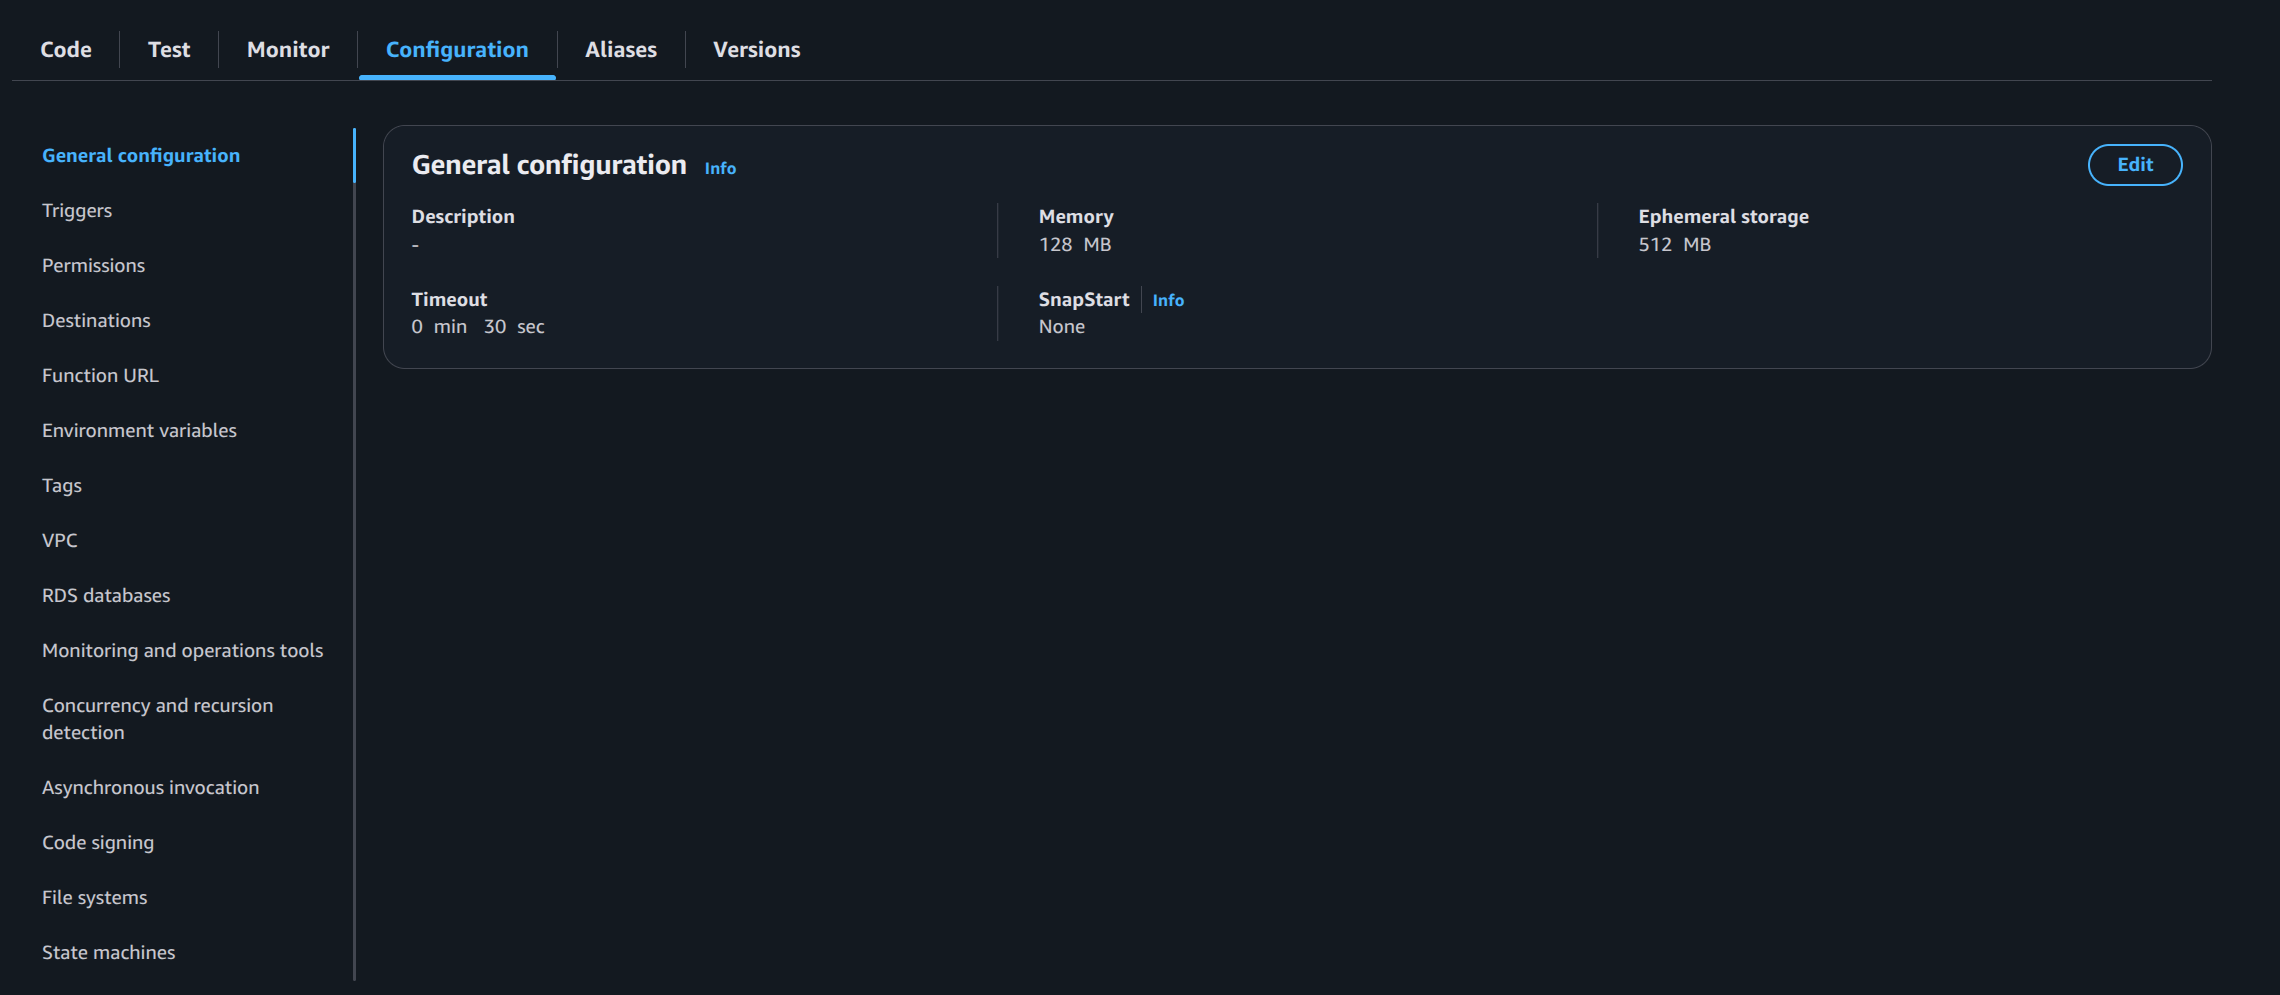 Code Test Monitor Configuration Aliases Versions
General configuration
Triggers
Permissions
Destinations
Function URL
Environment variables
Tags
VPC
RDS databases
Monitoring and operations tools
Concurrency and recursion
detection
Asynchronous invocation
Code signing
File systems
State machines
General configuration Info
Edit
Description
-
Memory
128 MB
Ephemeral storage
512 MB
Timeout
0 min 30 sec
SnapStart Info
None